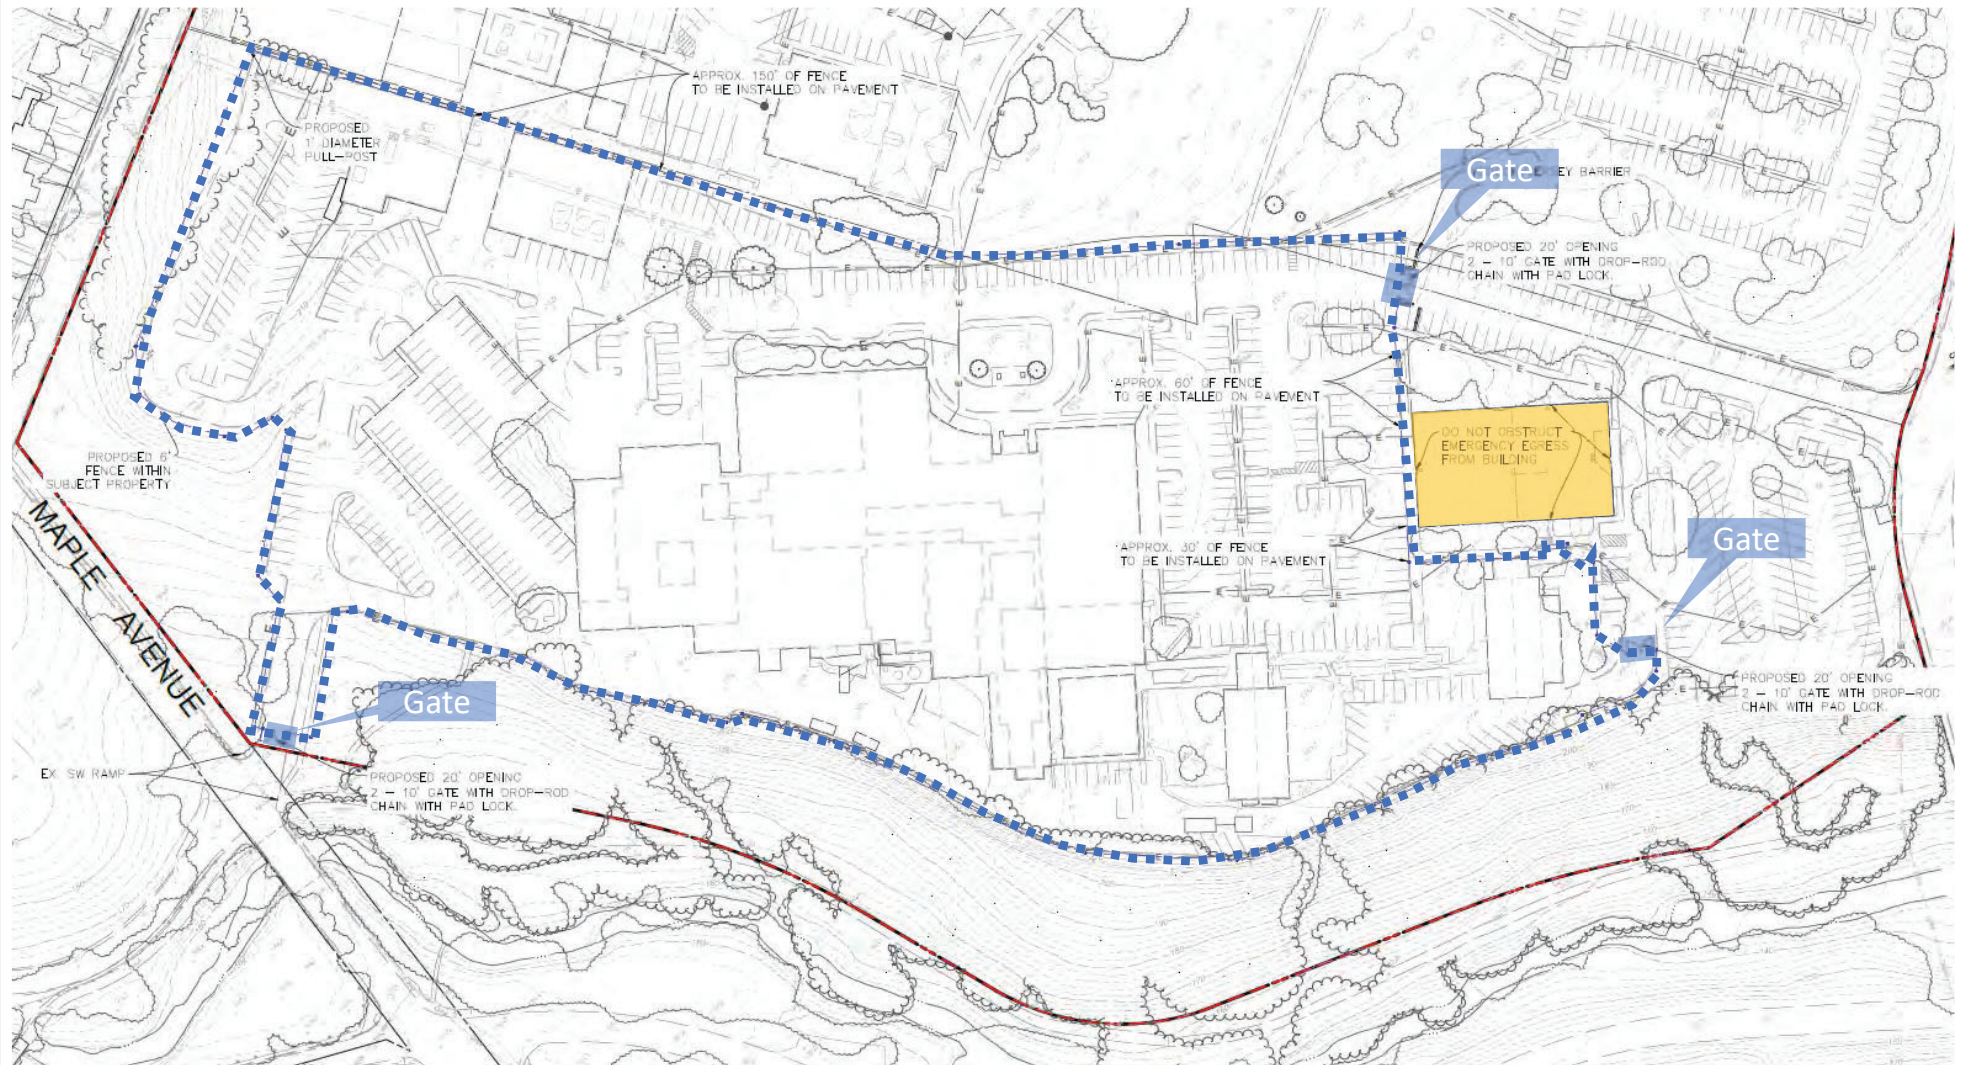 APPROX. 150' OF FENCE
TO BE INSTALLED ON PAVEMENT
PROPOSED
1' DIAMETER
PULL-POST
Gate
BARRIER
PROPOSED 20' OPENING
2 - 10' GATE WITH DROP-ROD
CHAIN WITH PAD LOCK.
APPROX. 60' OF FENCE
TO BE INSTALLED ON PAVEMENT
DO NOT OBSTRUCT
EMERGENCY EGRESS
FROM BUILDING
PROPOSED 6'
FENCE WITHIN
SUBJECT PROPERTY
MAPLE AVENUE
APPROX. 30' OF FENCE
TO BE INSTALLED ON PAVEMENT
Gate
PROPOSED 20' OPENING
2 - 10' GATE WITH DROP-ROD
CHAIN WITH PAD LOCK.
Gate
EX. SW RAMP
PROPOSED 20' OPENING
2 - 10' GATE WITH DROP-ROD
CHAIN WITH PAD LOCK.